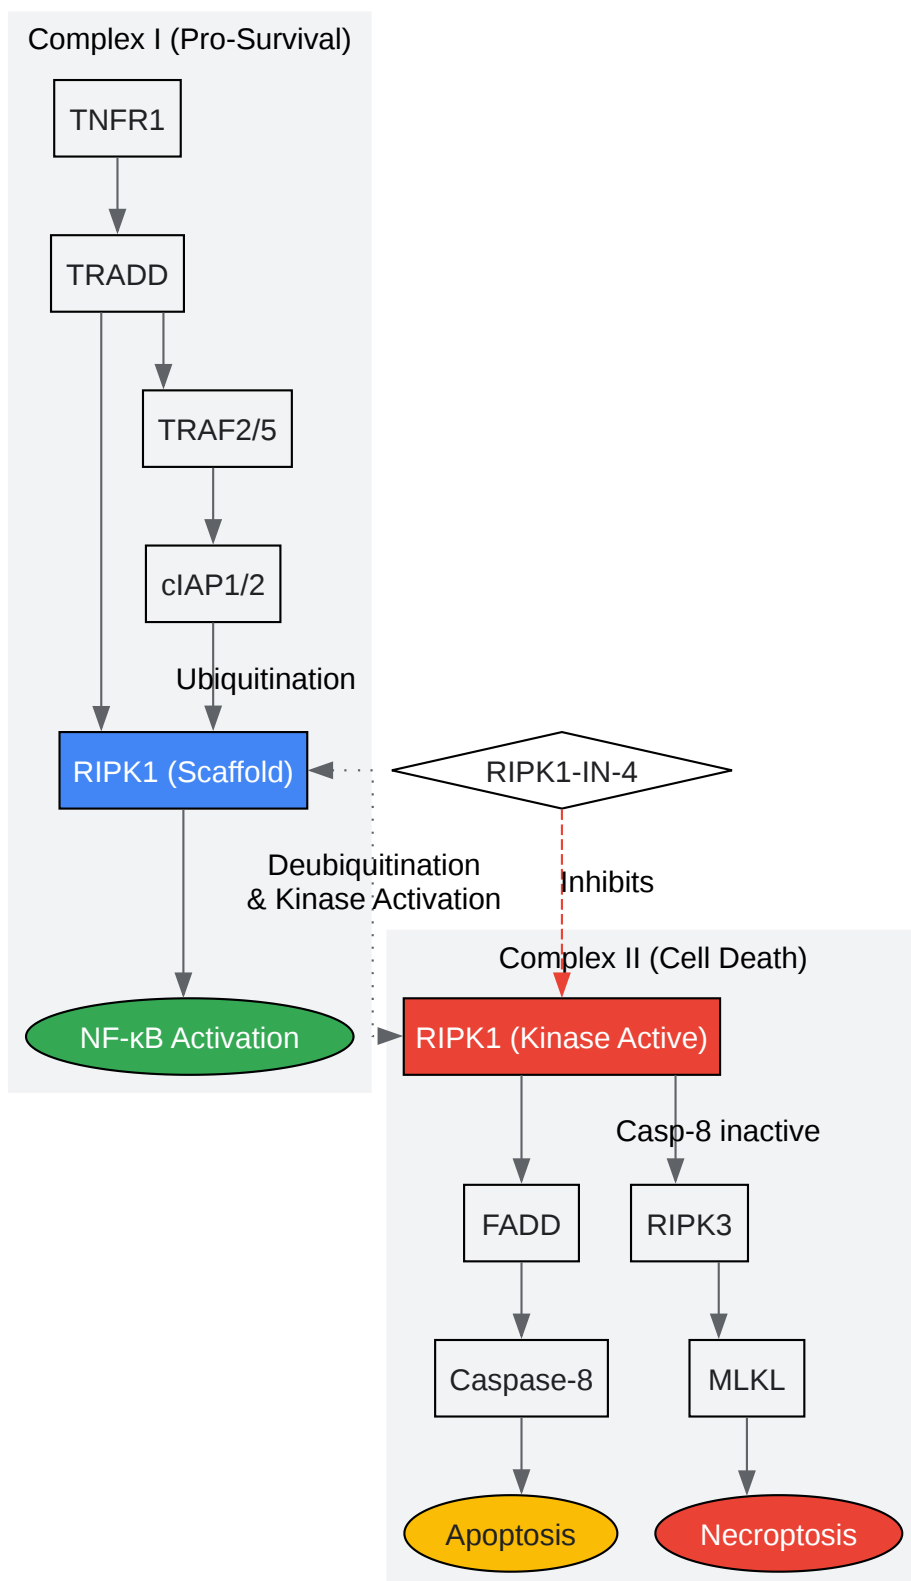 Complex I (Pro-Survival)
TNFR1
TRADD
TRAF2/5
cIAP1/2
Ubiquitination
RIPK1 (Scaffold)
RIPK1-IN-4
Deubiquitination
& Kinase Activation
Inhibits
Complex II (Cell Death)
NF-κB Activation
RIPK1 (Kinase Active)
Casp-8 inactive
FADD
RIPK3
Caspase-8
MLKL
Apoptosis
Necroptosis